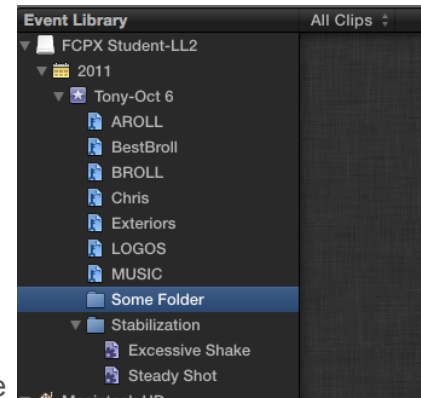 Event Library All Clips
FCPX Student-LL2
2011
Tony-Oct 6
AROLL
BestBroll
BROLL
Chris
Exteriors
LOGOS
MUSIC
Some Folder
Stabilization
Excessive Shake
Steady Shot
e